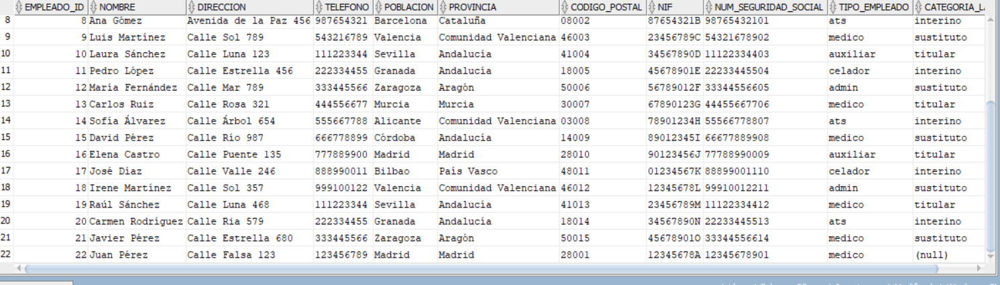 EMPLEADO_ID NOMBRE DIRECCION TELEFONO POBLACION PROVINCIA CODIGO_POSTAL NIF NUM_SEGURIDAD_SOCIAL TIPO_EMPLEADO
8 8 Ana Gómez Avenida de la Paz 456 987654321 Barcelona Cataluña 08002 87654321B 98765432101 ats interino
9 9 Luis Martínez Calle Sol 789 543216789 Valencia Comunidad Valenciana 46003 23456789C 54321678902 medico sustituto
10 10 Laura Sánchez Calle Luna 123 111223344 Sevilla Andalucía 41004 34567890D 11122334403 auxiliar titular
11 11 Pedro López Calle Estrella 456 222334455 Granada Andalucía 18005 45678901E 22233445504 celador interino
12 12 María Fernández Calle Mar 789 333445566 Zaragoza Aragón 50006 56789012F 33344556605 admin sustituto
13 13 Carlos Ruiz Calle Rosa 321 444556677 Murcia Murcia 30007 67890123G 44455667706 medico titular
14 14 Sofía Álvarez Calle Árbol 654 555667788 Alicante Comunidad Valenciana 03008 78901234H 55566778807 ats interino
15 15 David Pérez Calle Río 987 666778899 Córdoba Andalucía 14009 89012345I 66677889908 medico sustituto
16 16 Elena Castro Calle Puente 135 777889900 Madrid Madrid 28010 90123456J 77788990009 auxiliar titular
17 17 José Díaz Calle Valle 246 888990011 Bilbao País Vasco 48011 01234567K 88899001110 celador interino
18 18 Irene Martínez Calle Sol 357 999100122 Valencia Comunidad Valenciana 46012 12345678L 99910012211 admin sustituto
19 19 Raúl Sánchez Calle Luna 468 111223344 Sevilla Andalucía 41013 23456789M 11122334412 medico titular
20 20 Carmen Rodríguez Calle Ria 579 222334455 Granada Andalucía 18014 34567890N 22233445513 ats interino
21 21 Javier Pérez Calle Estrella 680 333445566 Zaragoza Aragón 50015 45678901O 33344556614 medico sustituto
22 22 Juan Pérez Calle Falsa 123 123456789 Madrid Madrid 28001 12345678A 12345678901 medico (null)